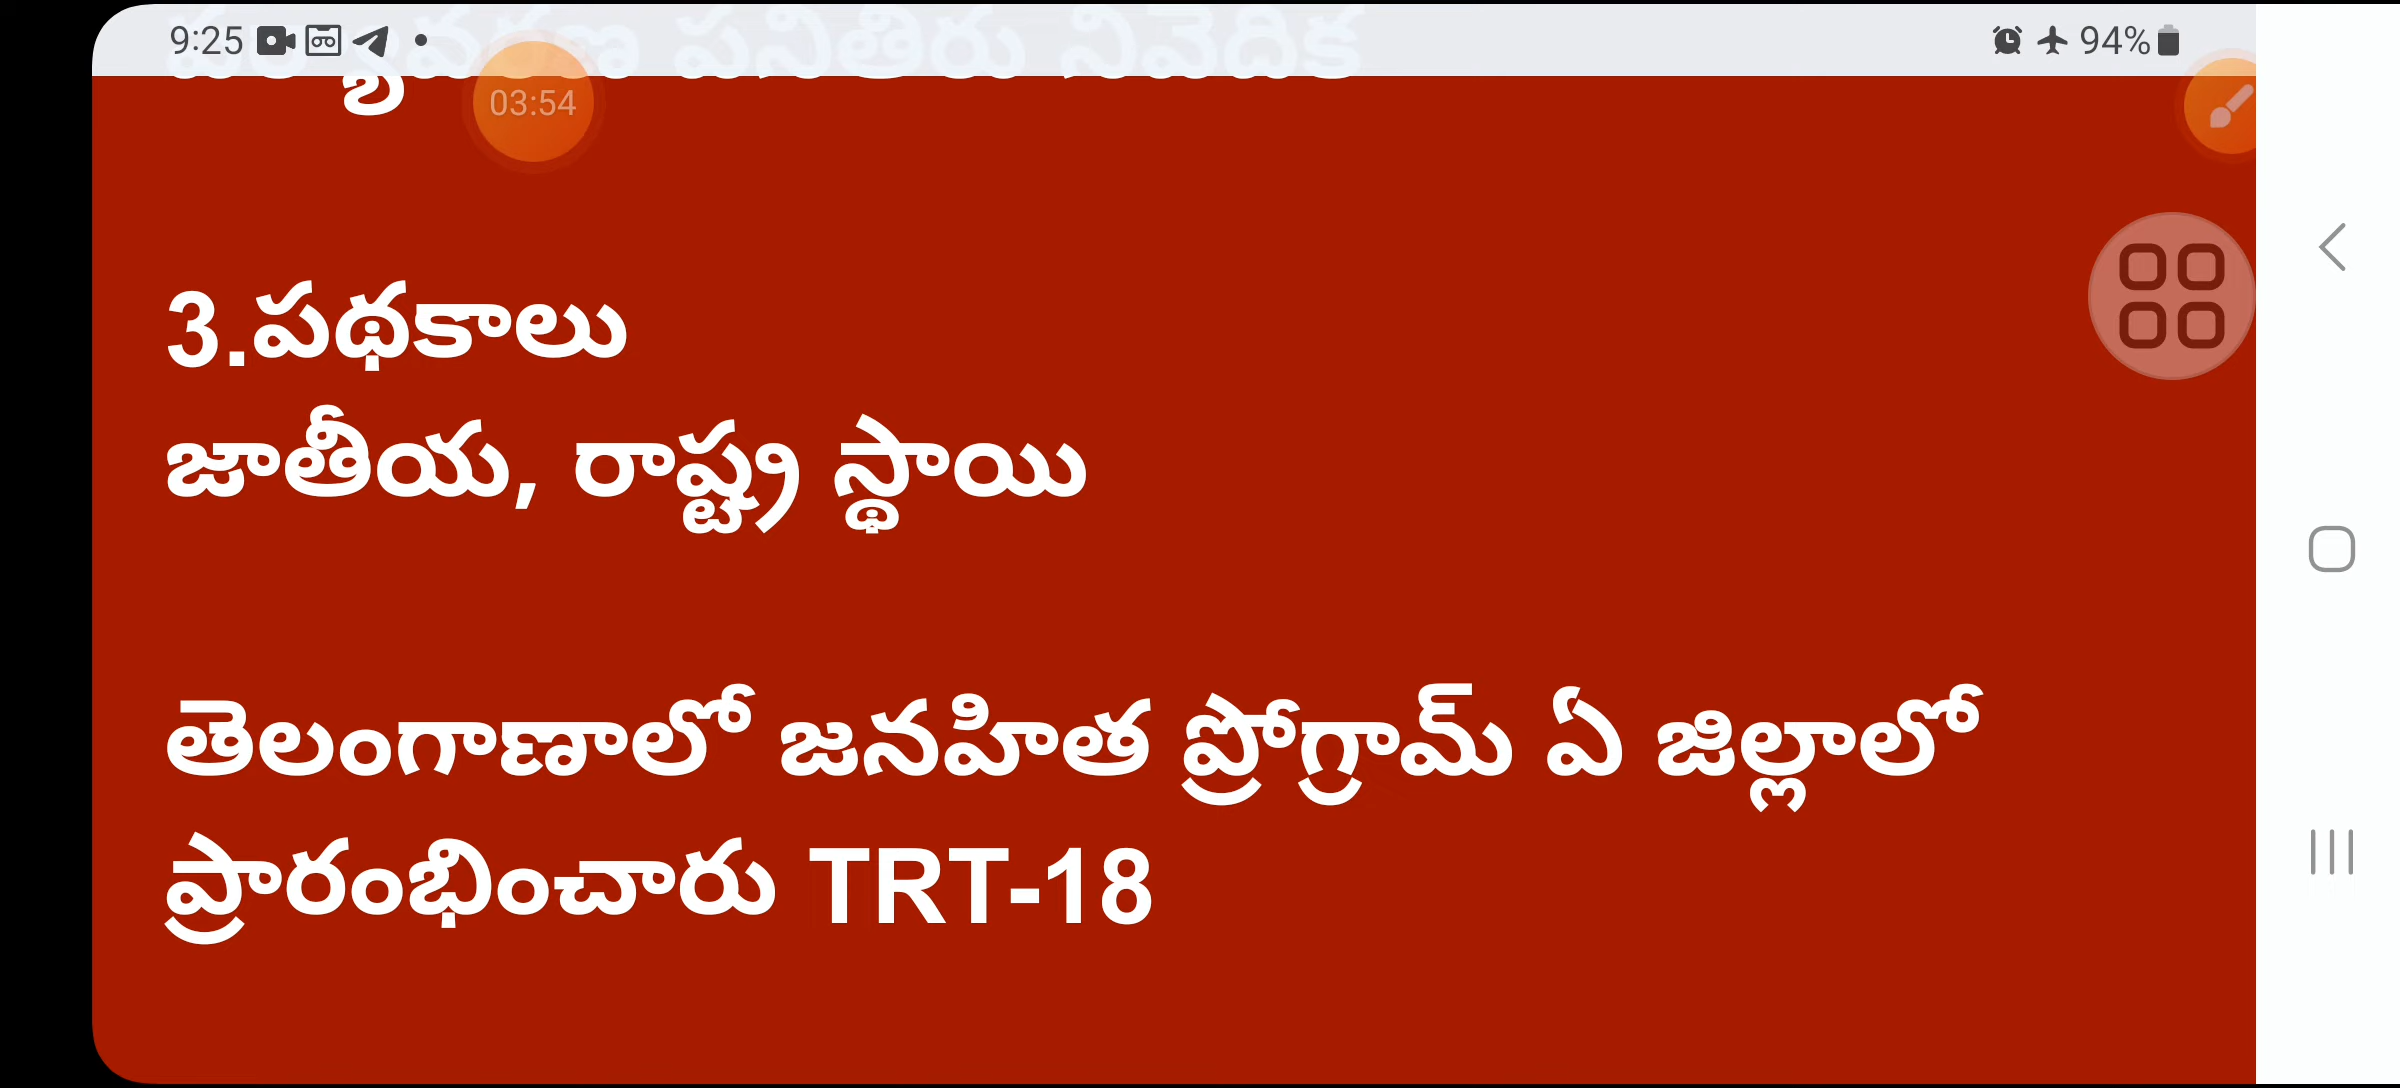 9:25
94%
03:54
3.పథకాలు
జాతీయ, రాష్ట్ర స్థాయి
తెలంగాణాలో జనహిత ప్రోగ్రామ్ ఏ జిల్లాలో
ప్రారంభించారు TRT-18